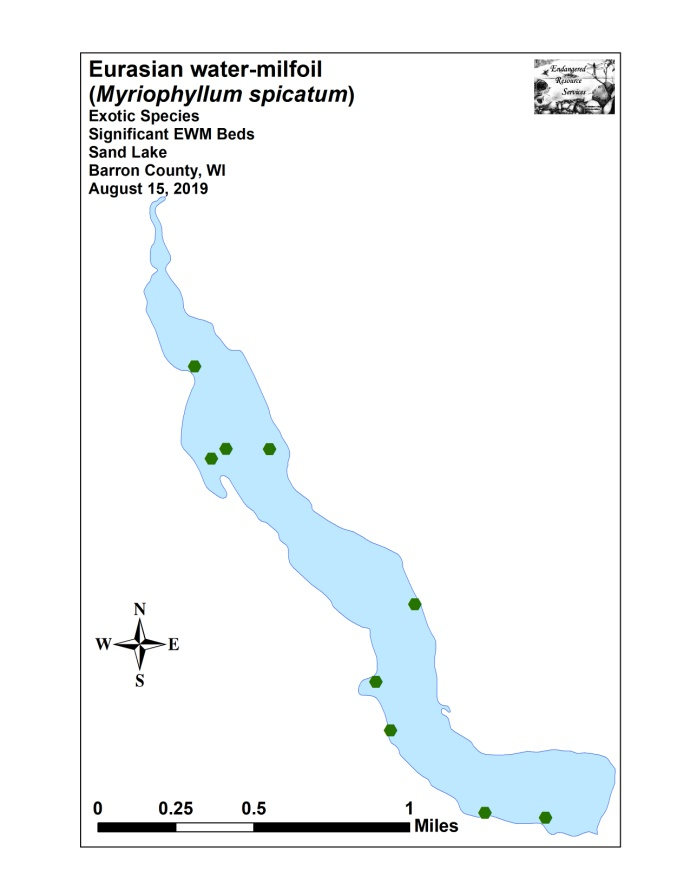 Eurasian water-milfoil
(Myriophyllum spicatum)
Exotic Species
Significant EWM Beds
Sand Lake
Barron County, WI
August 15, 2019
Endangered
Resource
Services
N
W E
S
0 0.25 0.5 1
Miles